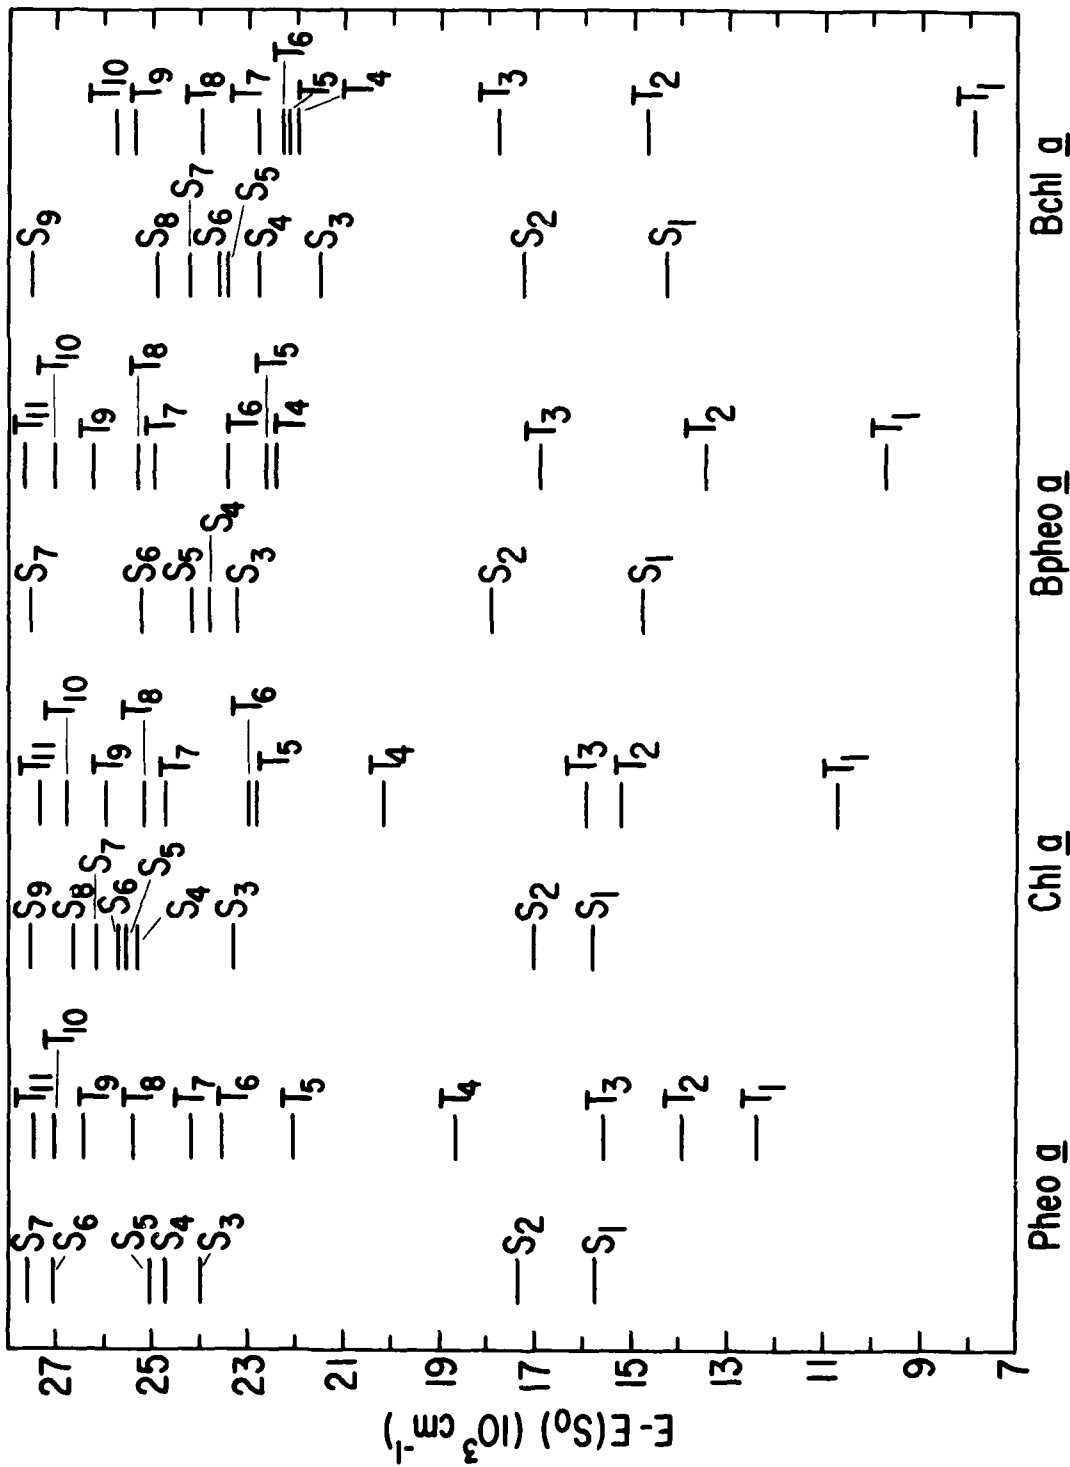 E-E(S₀) (10³ cm⁻¹)
27
25
23
21
19
17
15
13
11
9
7
S₇
S₆
S₅
S₄
S₃
S₂
S₁
T₁₁
T₁₀
T₉
T₈
T₇
T₆
T₅
T₄
T₃
T₂
T₁
Pheo a
S₉
S₈
S₇
S₆
S₅
S₄
S₃
S₂
S₁
T₁₁
T₁₀
T₉
T₈
T₇
T₆
T₅
T₄
T₃
T₂
T₁
Chl a
S₇
S₆
S₅
S₄
S₃
S₂
S₁
T₁₁
T₁₀
T₉
T₈
T₇
T₆
T₅
T₄
T₃
T₂
T₁
Bpheo a
S₉
S₈
S₇
S₆
S₅
S₄
S₃
S₂
S₁
T₁₀
T₉
T₈
T₇
T₆
T₅
T₄
T₃
T₂
T₁
Bchl a